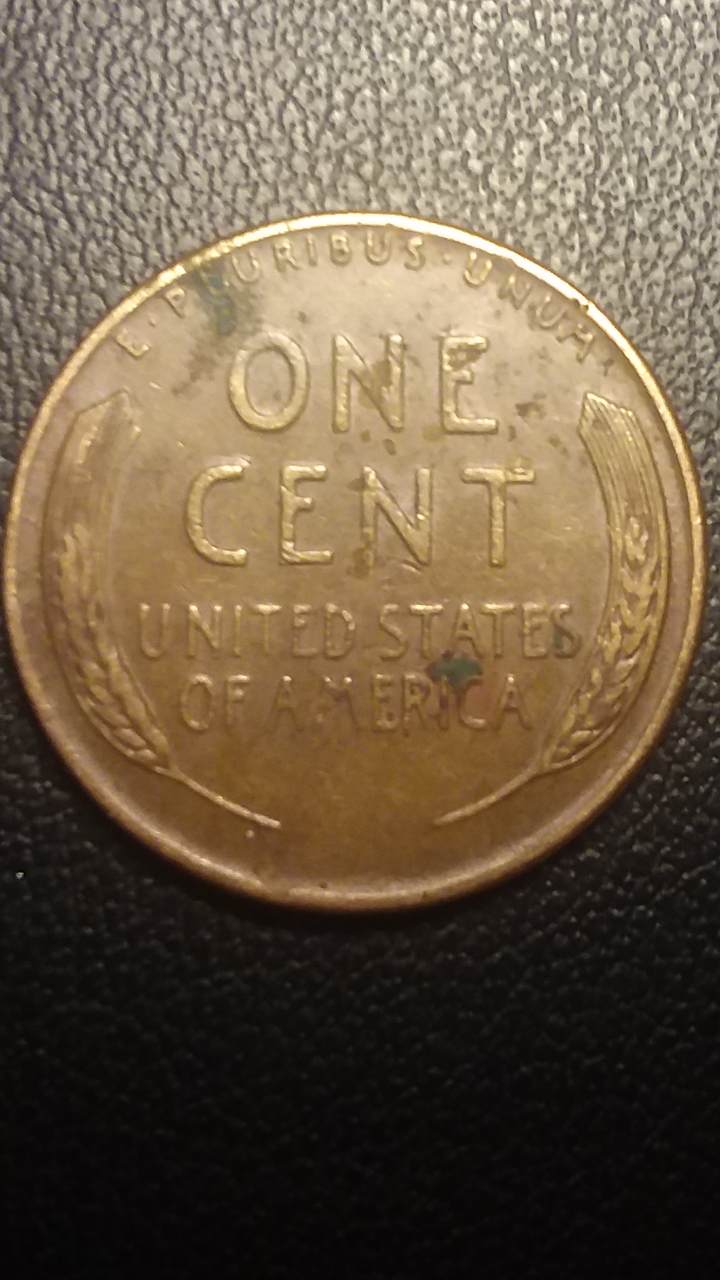 E·PLURIBUS·UNUM·
ONE
CENT
UNITED STATES
OF AMERICA